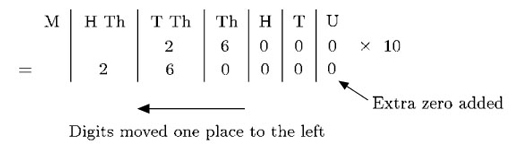 M H Th T Th Th H T U
2 6 0 0 0 × 10
= 2 6 0 0 0 0
Extra zero added
Digits moved one place to the left